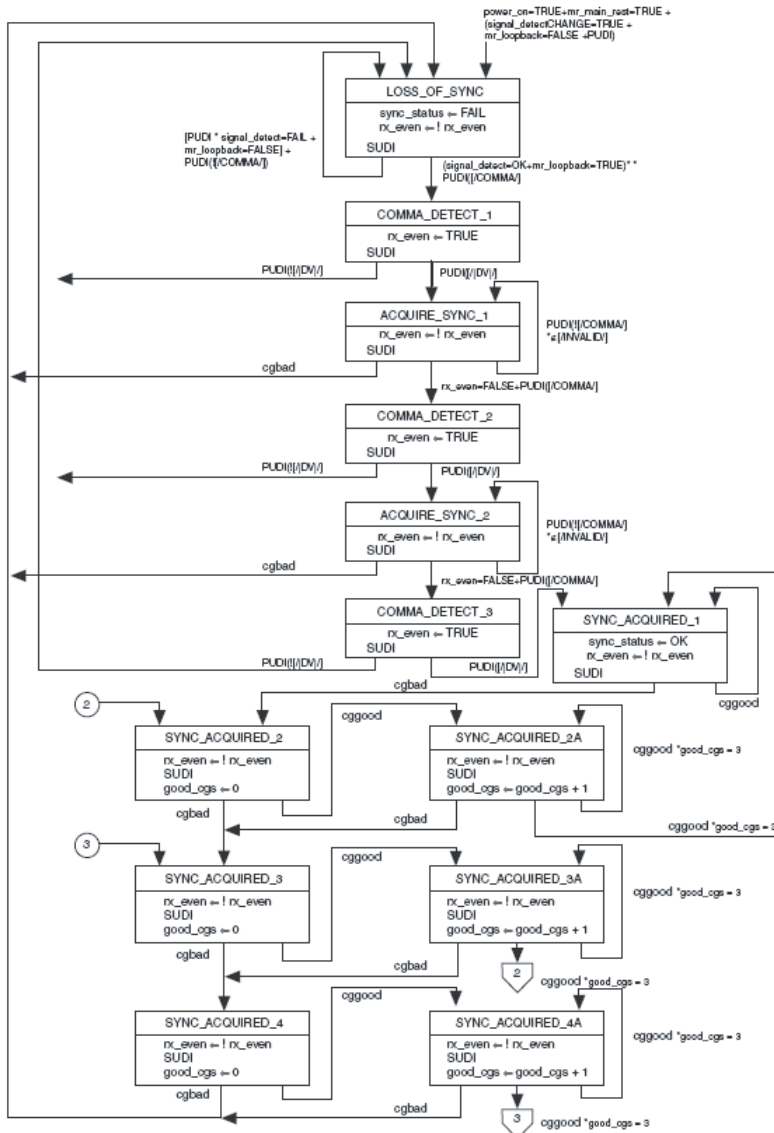 power_on=TRUE+mr_main_rest=TRUE +
(signal_detectCHANGE=TRUE +
mr_loopback=FALSE +PUDI)
LOSS_OF_SYNC
sync_status ⇐ FAIL
rx_even ⇐ ! rx_even
SUDI
[PUDI * signal_detect=FAIL +
mr_loopback=FALSE] +
PUDI(![/COMMA/])
(signal_detect=OK+mr_loopback=TRUE)* *
PUDI([/COMMA/]
COMMA_DETECT_1
rx_even ⇐ TRUE
SUDI
PUDI(![/|DV|/]
PUDI([/|DV|/]
ACQUIRE_SYNC_1
rx_even ⇐ ! rx_even
SUDI
PUDI(![/COMMA/]
*∉[/INVALID/]
cgbad
rx_even=FALSE+PUDI([/COMMA/]
COMMA_DETECT_2
rx_even ⇐ TRUE
SUDI
PUDI(![/|DV|/]
PUDI([/|DV|/]
ACQUIRE_SYNC_2
rx_even ⇐ ! rx_even
SUDI
PUDI(![/COMMA/]
*∉[/INVALID/]
cgbad
rx_even=FALSE+PUDI([/COMMA/]
COMMA_DETECT_3
rx_even ⇐ TRUE
SUDI
PUDI(![/|DV|/]
PUDI([/|DV|/]
SYNC_ACQUIRED_1
sync_status ⇐ OK
rx_even ⇐ ! rx_even
SUDI
cggood
cgbad
2
SYNC_ACQUIRED_2
rx_even ⇐ ! rx_even
SUDI
good_cgs ⇐ 0
cggood
SYNC_ACQUIRED_2A
rx_even ⇐ ! rx_even
SUDI
good_cgs ⇐ good_cgs + 1
cggood *good_cgs = 3
cgbad
cgbad
cggood *good_cgs = 3
3
SYNC_ACQUIRED_3
rx_even ⇐ ! rx_even
SUDI
good_cgs ⇐ 0
cggood
SYNC_ACQUIRED_3A
rx_even ⇐ ! rx_even
SUDI
good_cgs ⇐ good_cgs + 1
cggood *good_cgs = 3
cgbad
cgbad
2
cggood *good_cgs = 3
SYNC_ACQUIRED_4
rx_even ⇐ ! rx_even
SUDI
good_cgs ⇐ 0
cggood
SYNC_ACQUIRED_4A
rx_even ⇐ ! rx_even
SUDI
good_cgs ⇐ good_cgs + 1
cggood *good_cgs = 3
cgbad
cgbad
3
cggood *good_cgs = 3